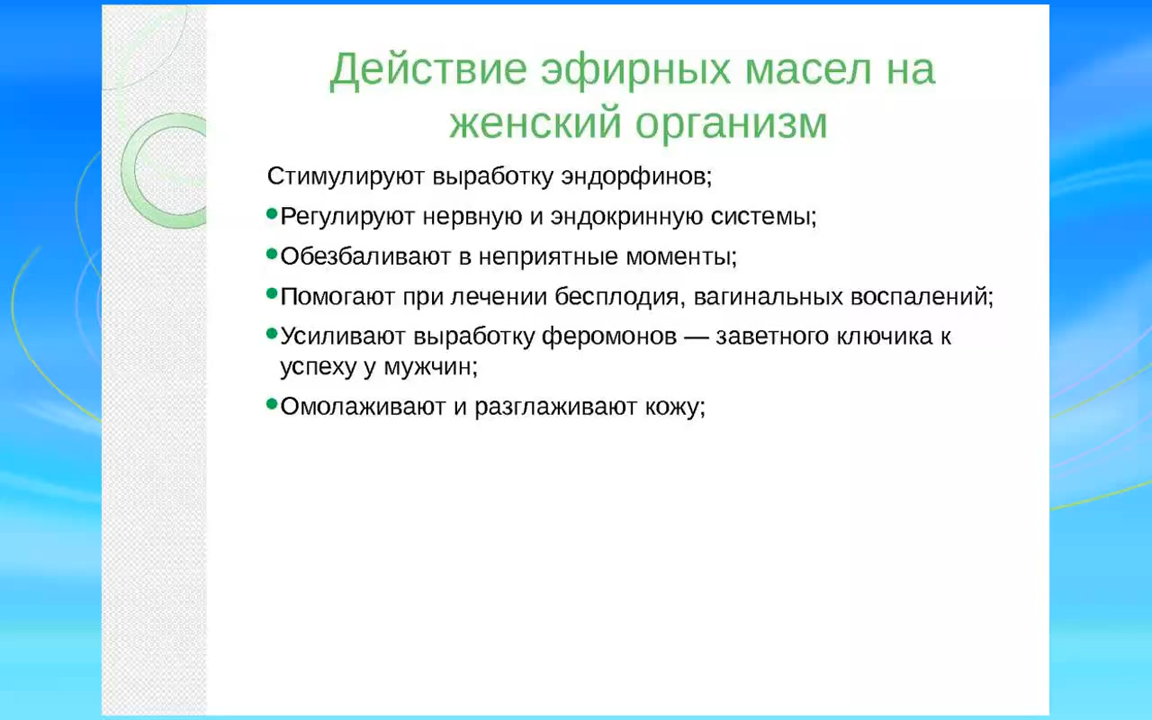 Действие эфирных масел на
женский организм
Стимулируют выработку эндорфинов;
Регулируют нервную и эндокринную системы;
Обезбаливают в неприятные моменты;
Помогают при лечении бесплодия, вагинальных воспалений;
Усиливают выработку феромонов — заветного ключика к
успеху у мужчин;
Омолаживают и разглаживают кожу;